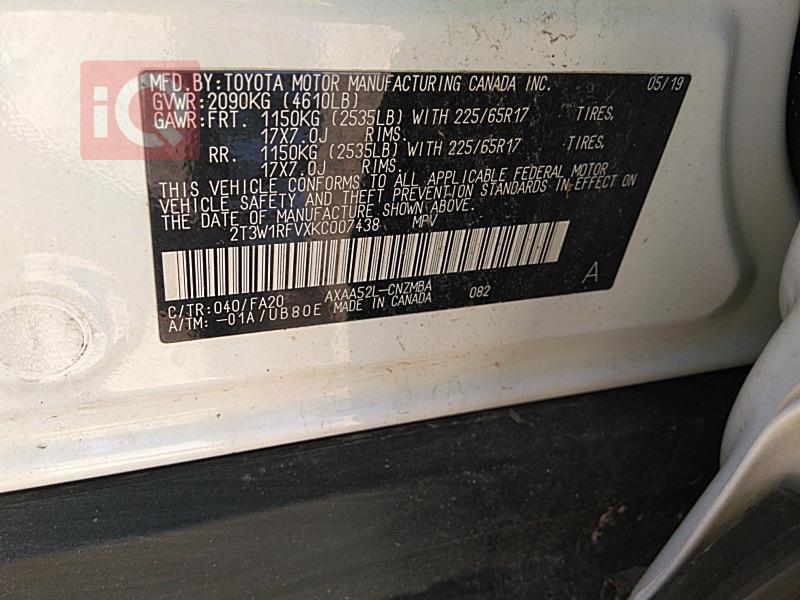 iQ
MFD.BY:TOYOTA MOTOR MANUFACTURING CANADA INC. 05/19
GVWR:2090KG (4610LB)
GAWR:FRT. 1150KG (2535LB) WITH 225/65R17 TIRES,
17X7.0J RIMS.
RR. 1150KG (2535LB) WITH 225/65R17 TIRES,
17X7.0J RIMS.
THIS VEHICLE CONFORMS TO ALL APPLICABLE FEDERAL MOTOR
VEHICLE SAFETY AND THEFT PREVENTION STANDARDS IN EFFECT ON
THE DATE OF MANUFACTURE SHOWN ABOVE.
2T3W1RFVXKC007438 MPV
C/TR:040/FA20 AXAA52L-CNZMBA 082 A
A/TM:-01A/UB80E MADE IN CANADA